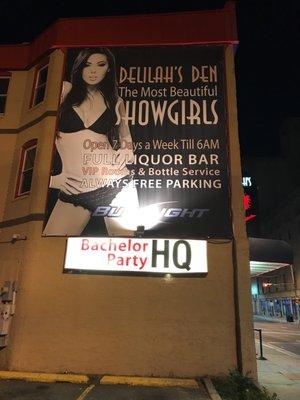 DELILAH'S DEN
The Most Beautiful
SHOWGIRLS
Open 7 Days a Week Till 6AM
FULL LIQUOR BAR
VIP Rooms & Bottle Service
ALWAYS FREE PARKING
BUD LIGHT
Bachelor
Party HQ